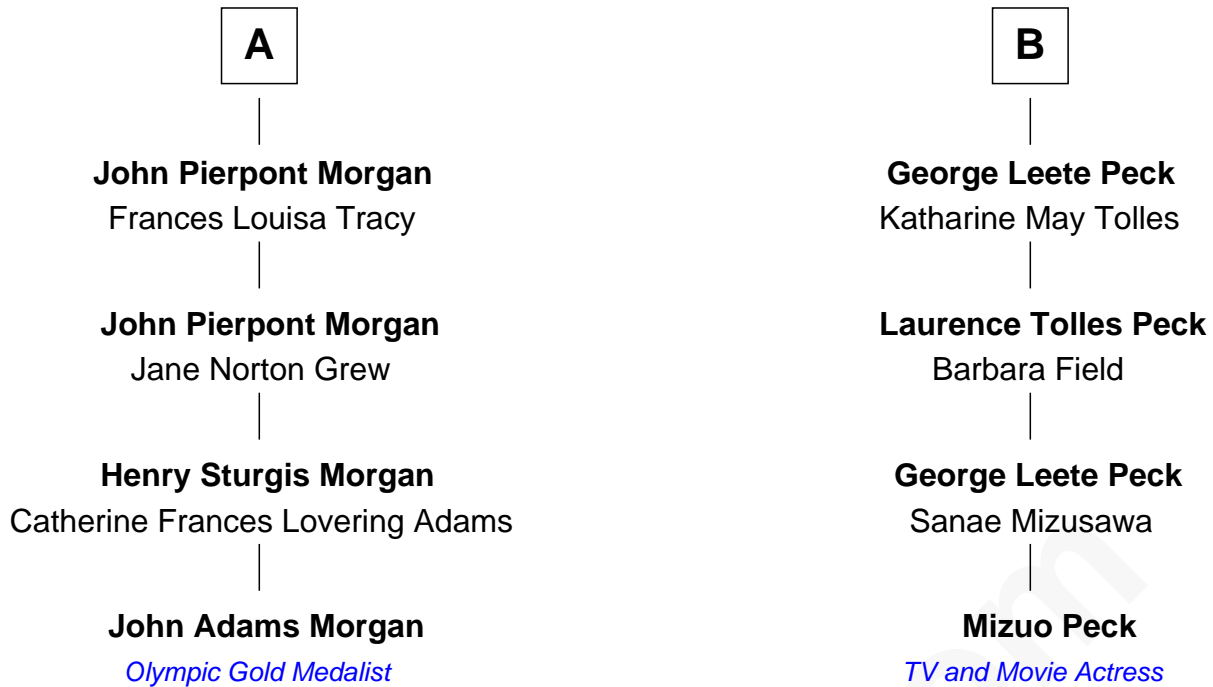 A
John Pierpont Morgan
Frances Louisa Tracy
John Pierpont Morgan
Jane Norton Grew
Henry Sturgis Morgan
Catherine Frances Lovering Adams
John Adams Morgan
Olympic Gold Medalist
B
George Leete Peck
Katharine May Tolles
Laurence Tolles Peck
Barbara Field
George Leete Peck
Sanae Mizusawa
Mizuo Peck
TV and Movie Actress